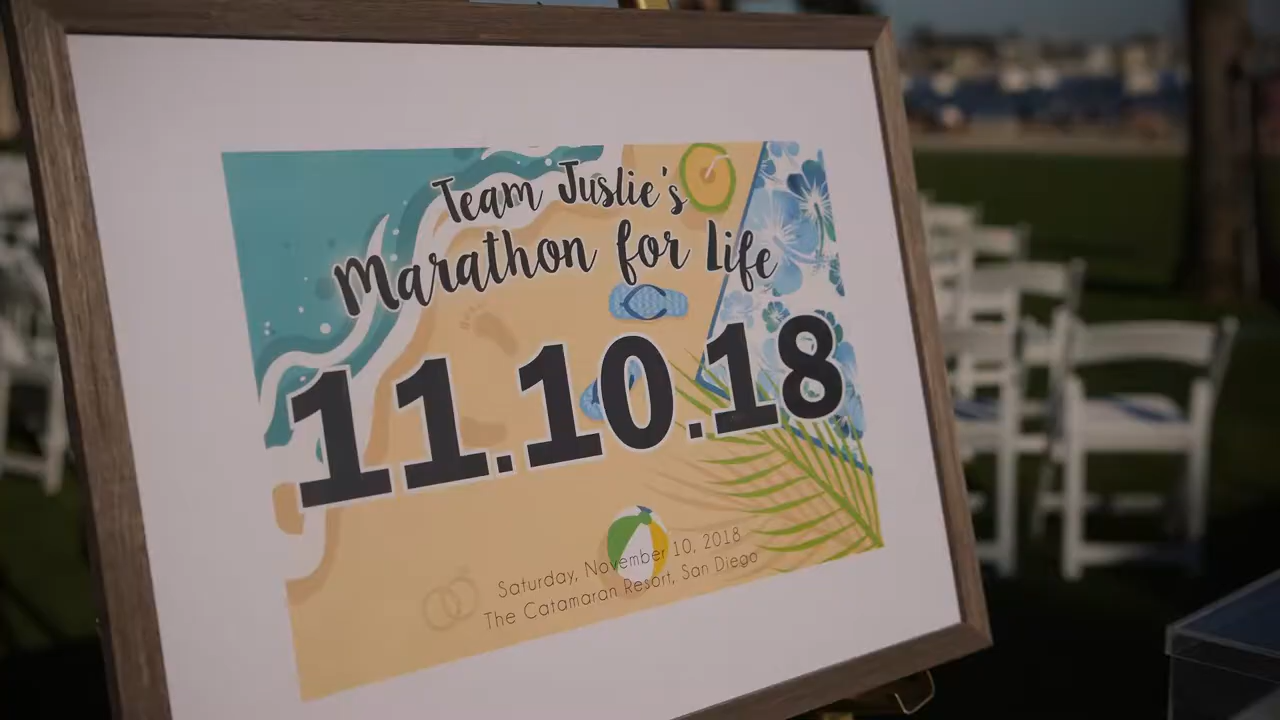 Team Juslie's
Marathon for Life
11.10.18
Saturday, November 10, 2018
The Catamaran Resort, San Diego